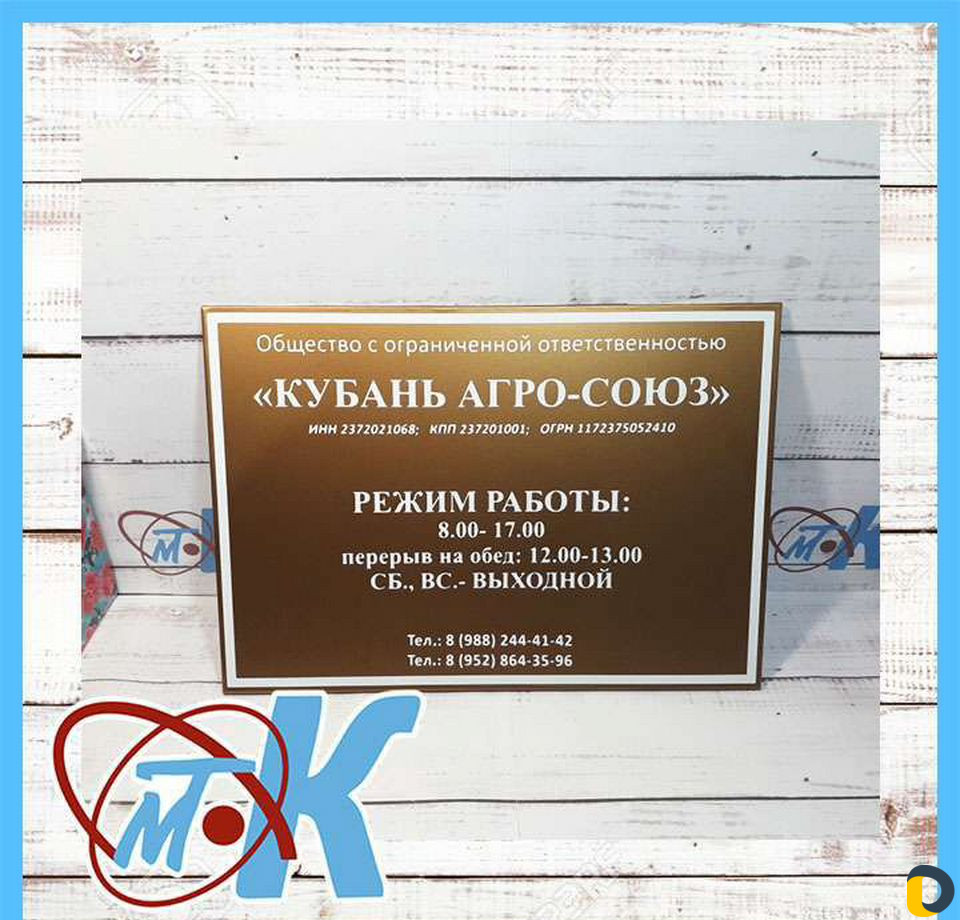 Общество с ограниченной ответственностью
«КУБАНЬ АГРО-СОЮЗ»
ИНН 2372021068; КПП 237201001; ОГРН 1172375052410
РЕЖИМ РАБОТЫ:
8.00- 17.00
перерыв на обед: 12.00-13.00
СБ., ВС.- ВЫХОДНОЙ
Тел.: 8 (988) 244-41-42
Тел.: 8 (952) 864-35-96
МТК